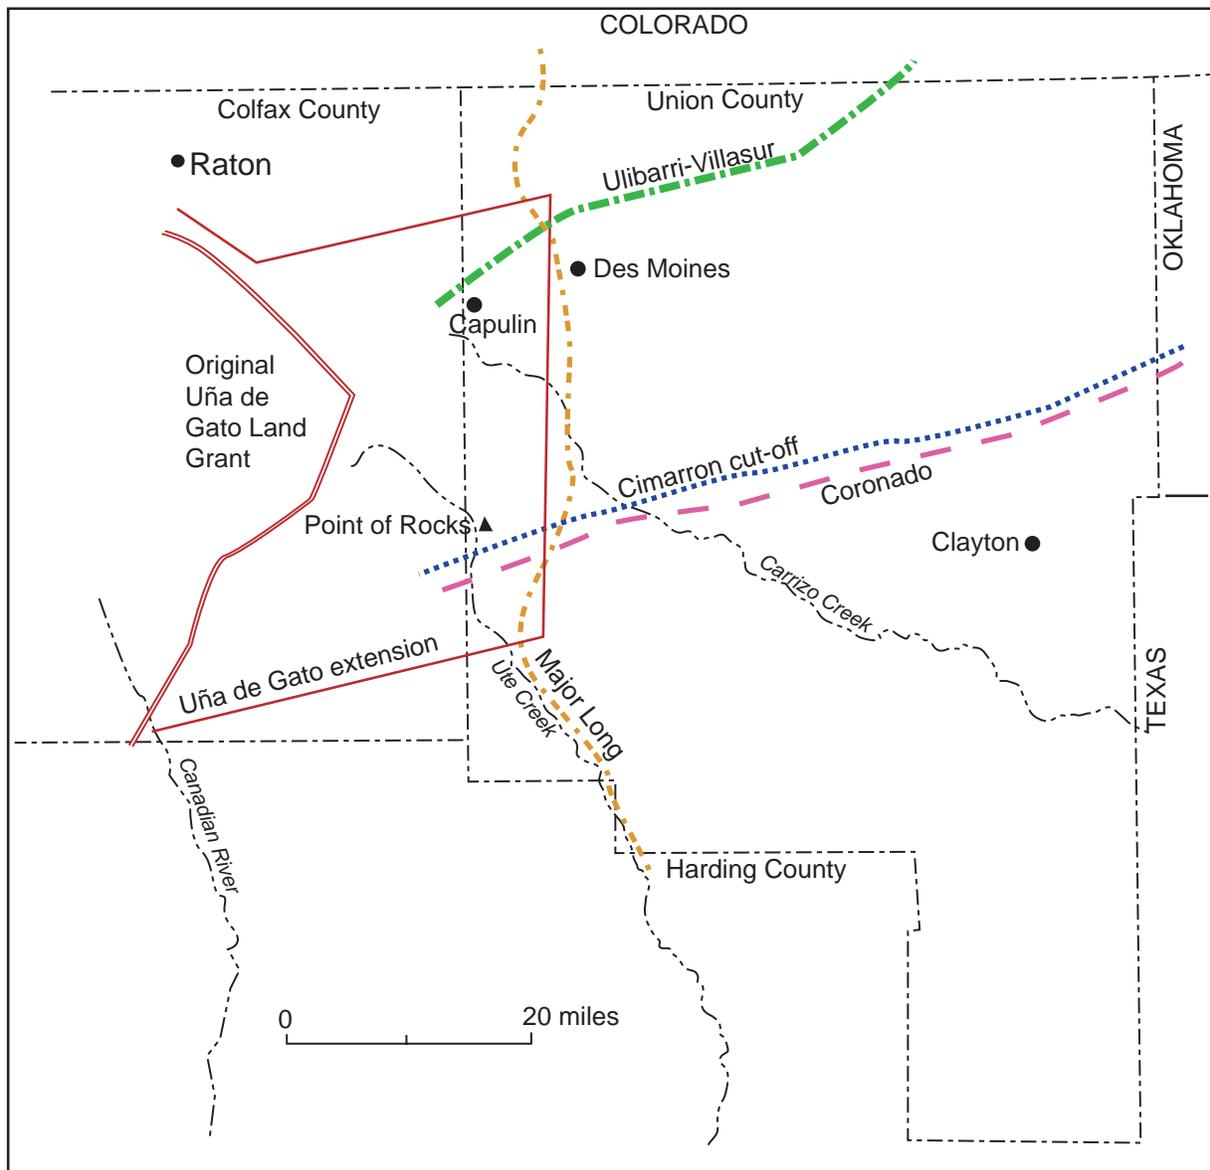 COLORADO
Colfax County
Union County
OKLAHOMA
Raton
Ulibarri-Villasur
Des Moines
Capulin
Original
Uña de
Gato Land
Grant
Cimarron cut-off
Coronado
Point of Rocks
Clayton
Carrizo Creek
Uña de Gato extension
Ute Creek
Major Long
TEXAS
Canadian River
Harding County
0
20 miles